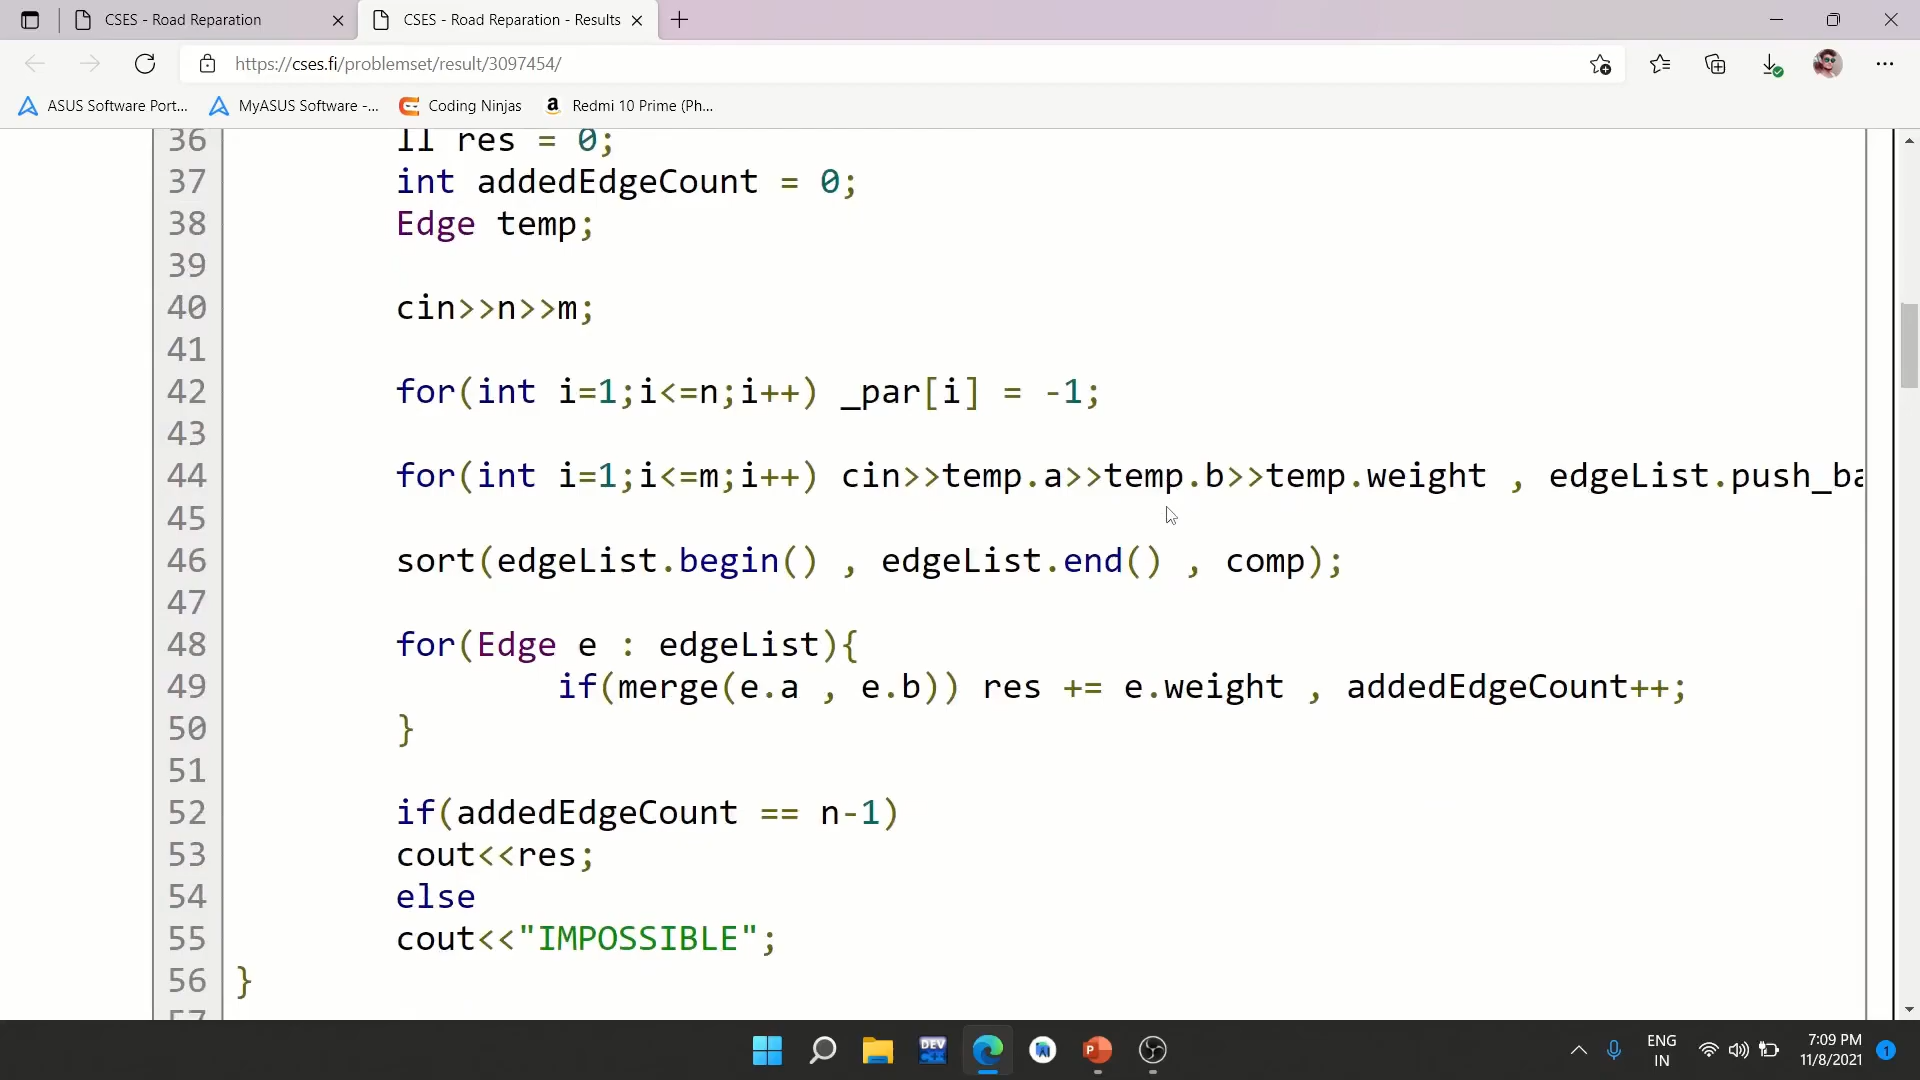 CSES - Road Reparation
CSES - Road Reparation - Results
https://cses.fi/problemset/result/3097454/
ASUS Software Port...
MyASUS Software -...
Coding Ninjas
Redmi 10 Prime (Ph...
36 ll res = 0;
37 int addedEdgeCount = 0;
38 Edge temp;
39
40 cin>>n>>m;
41
42 for(int i=1;i<=n;i++) _par[i] = -1;
43
44 for(int i=1;i<=m;i++) cin>>temp.a>>temp.b>>temp.weight , edgeList.push_ba
45
46 sort(edgeList.begin() , edgeList.end() , comp);
47
48 for(Edge e : edgeList){
49 if(merge(e.a , e.b)) res += e.weight , addedEdgeCount++;
50 }
51
52 if(addedEdgeCount == n-1)
53 cout<<res;
54 else
55 cout<<"IMPOSSIBLE";
56 }
57
DEV
C++
P
ENG
IN
7:09 PM
11/8/2021
1